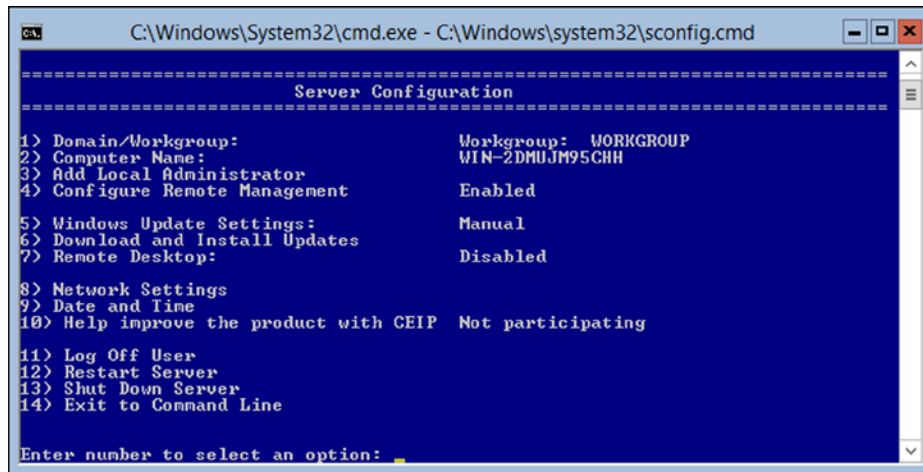 C:\Windows\System32\cmd.exe - C:\Windows\system32\sconfig.cmd
===============================================================================
Server Configuration
===============================================================================
1) Domain/Workgroup: Workgroup: WORKGROUP
2) Computer Name: WIN-2DMUJM95CHH
3) Add Local Administrator
4) Configure Remote Management Enabled
5) Windows Update Settings: Manual
6) Download and Install Updates
7) Remote Desktop: Disabled
8) Network Settings
9) Date and Time
10) Help improve the product with CEIP Not participating
11) Log Off User
12) Restart Server
13) Shut Down Server
14) Exit to Command Line
Enter number to select an option: